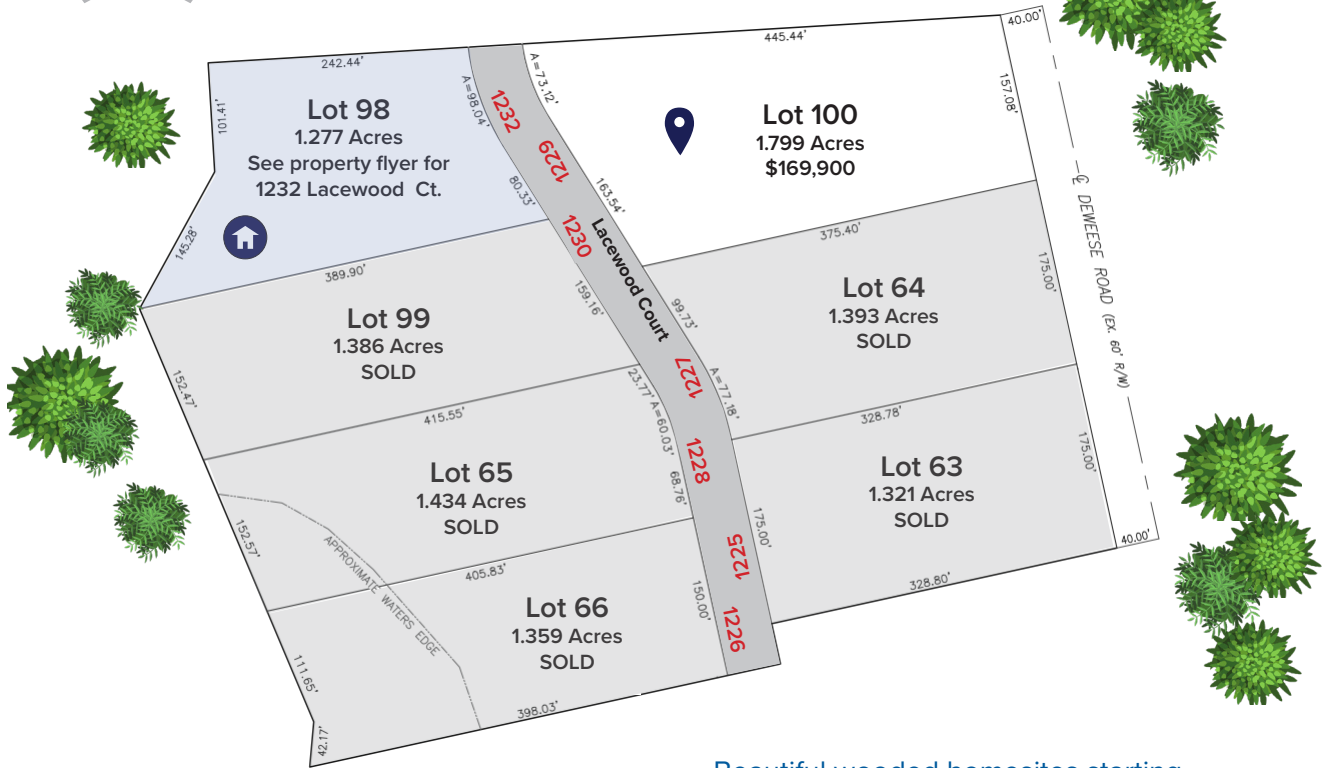 40.00'
445.44'
242.44'
A=73.12'
A=98.04'
101.41'
157.08'
Lot 98
1.277 Acres
See property flyer for
1232 Lacewood Ct.
1232
1229
Lot 100
1.799 Acres
$169,900
80.33'
163.54'
145.28'
1230
Lacewood Court
375.40'
℄ DEWEESE ROAD (EX. 60' R/W)
389.90'
175.00'
159.16'
99.73'
Lot 99
1.386 Acres
SOLD
Lot 64
1.393 Acres
SOLD
152.47'
23.77'
A=60.03'
1227
A=77.18'
415.55'
328.78'
1228
175.00'
Lot 65
1.434 Acres
SOLD
68.76'
Lot 63
1.321 Acres
SOLD
152.57'
APPROXIMATE WATERS EDGE
175.00'
1225
40.00'
405.83'
328.80'
150.00'
Lot 66
1.359 Acres
SOLD
1226
111.65'
398.03'
42.17'
Beautiful wooded homesites starting